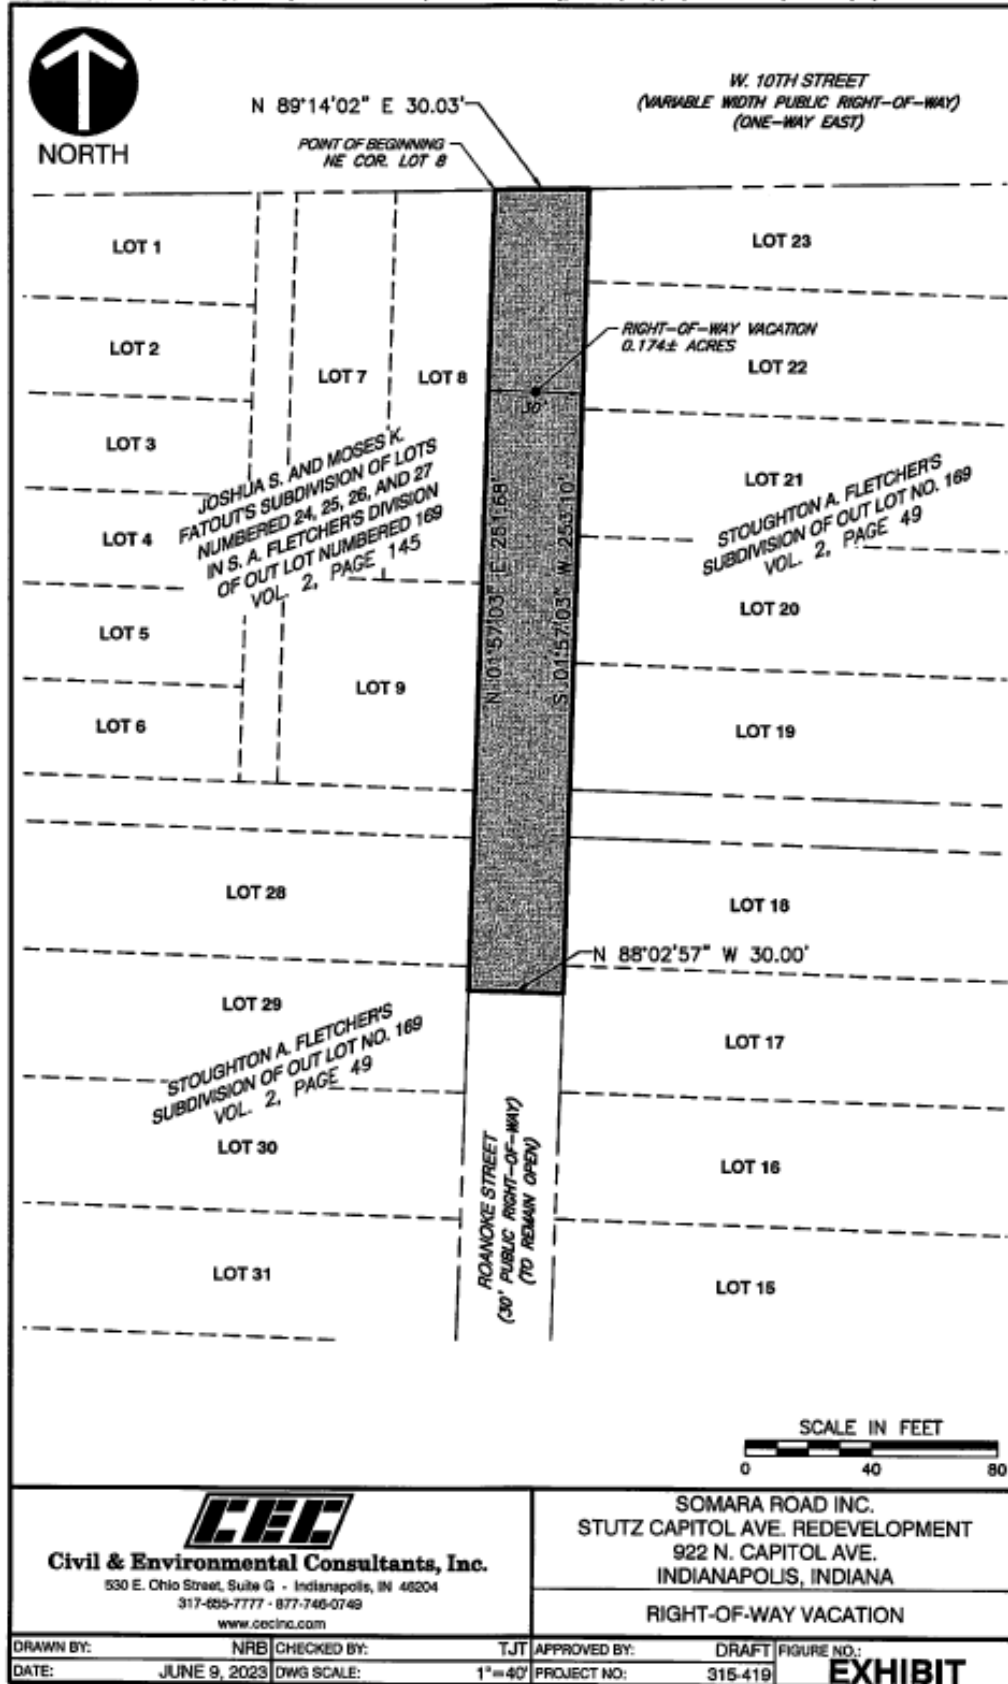 NORTH
N 89°14'02" E 30.03'
POINT OF BEGINNING
NE COR. LOT 8
W. 10TH STREET
(VARIABLE WIDTH PUBLIC RIGHT-OF-WAY)
(ONE-WAY EAST)
LOT 1
LOT 2
LOT 3
LOT 4
LOT 5
LOT 6
LOT 7
LOT 8
LOT 9
JOSHUA S. AND MOSES K.
FATOUT'S SUBDIVISION OF LOTS
NUMBERED 24, 25, 26, AND 27
IN S. A. FLETCHER'S DIVISION
OF OUT LOT NUMBERED 169
VOL. 2, PAGE 145
RIGHT-OF-WAY VACATION
0.174± ACRES
30'
N 01°57'03" E 251.68'
S 01°57'03" W 253.10'
LOT 23
LOT 22
LOT 21
STOUGHTON A. FLETCHER'S
SUBDIVISION OF OUT LOT NO. 169
VOL. 2, PAGE 49
LOT 20
LOT 19
LOT 18
N 88°02'57" W 30.00'
LOT 17
LOT 16
LOT 15
LOT 28
LOT 29
STOUGHTON A. FLETCHER'S
SUBDIVISION OF OUT LOT NO. 169
VOL. 2, PAGE 49
LOT 30
LOT 31
ROANOKE STREET
(30' PUBLIC RIGHT-OF-WAY)
(TO REMAIN OPEN)
SCALE IN FEET
0 40 80
CEC
Civil & Environmental Consultants, Inc.
530 E. Ohio Street, Suite G - Indianapolis, IN 46204
317-655-7777 - 877-746-0749
www.cecinc.com
SOMARA ROAD INC.
STUTZ CAPITOL AVE. REDEVELOPMENT
922 N. CAPITOL AVE.
INDIANAPOLIS, INDIANA
RIGHT-OF-WAY VACATION
DRAWN BY: NRB CHECKED BY: TJT APPROVED BY: DRAFT FIGURE NO.:
DATE: JUNE 9, 2023 DWG SCALE: 1"=40' PROJECT NO: 315-419 EXHIBIT